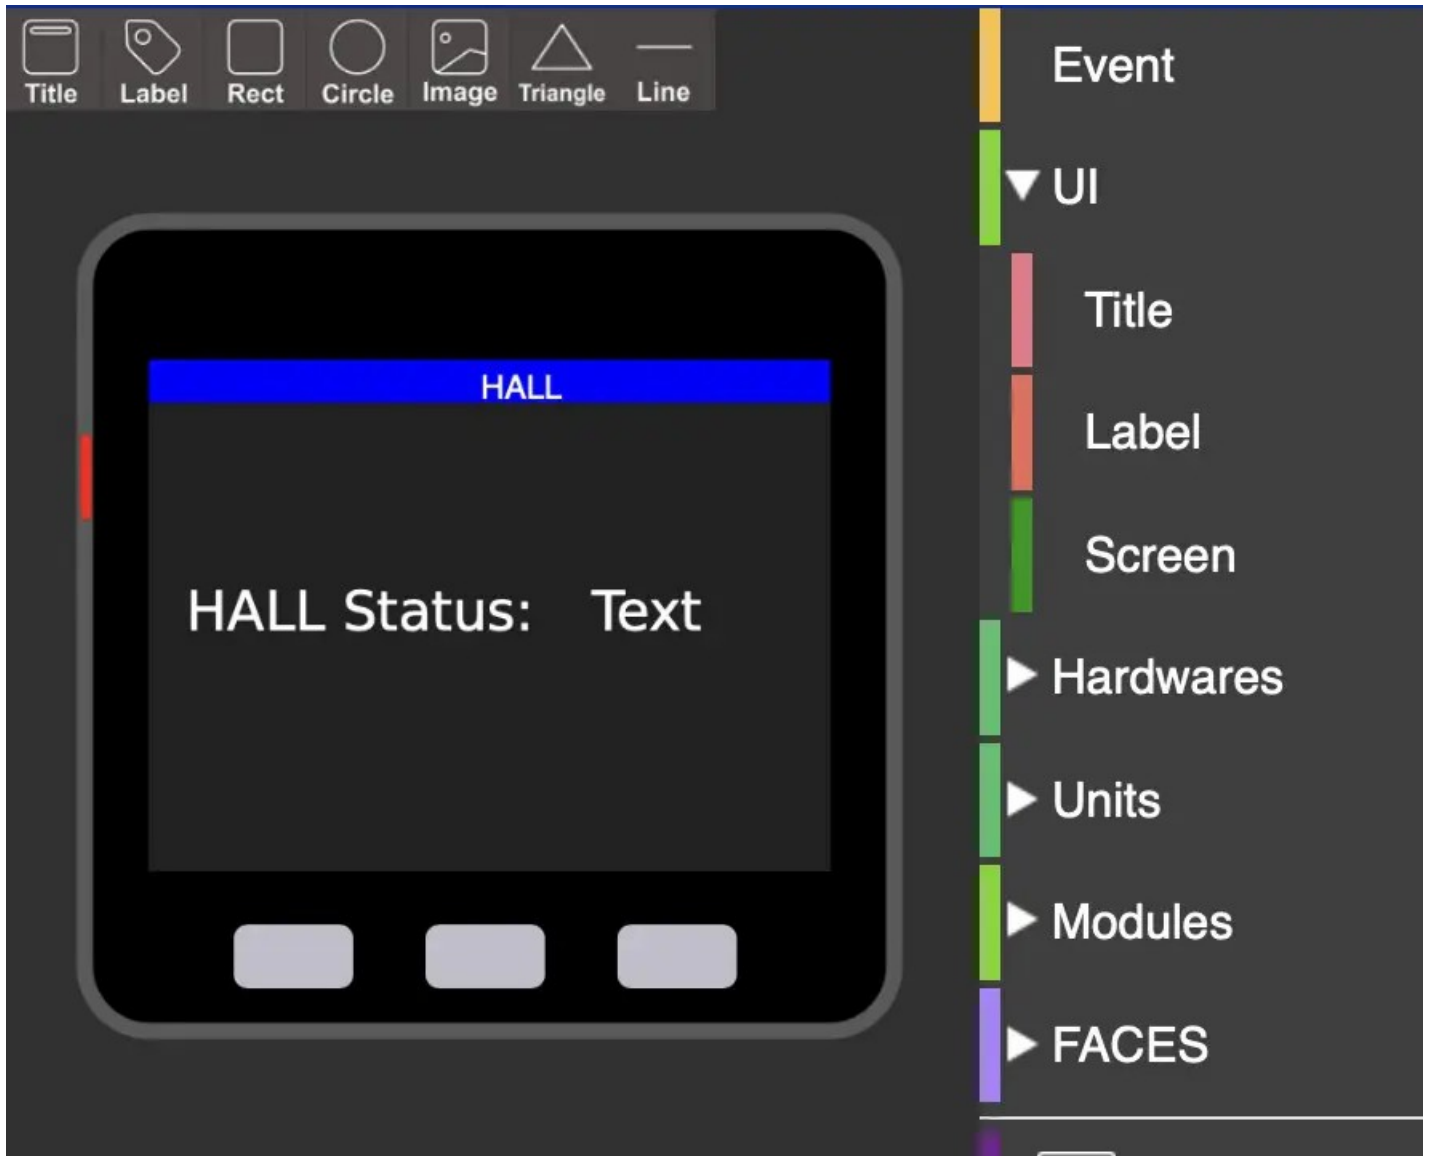 Title Label Rect Circle Image Triangle Line
HALL
HALL Status: Text
Event
UI
Title
Label
Screen
Hardwares
Units
Modules
FACES